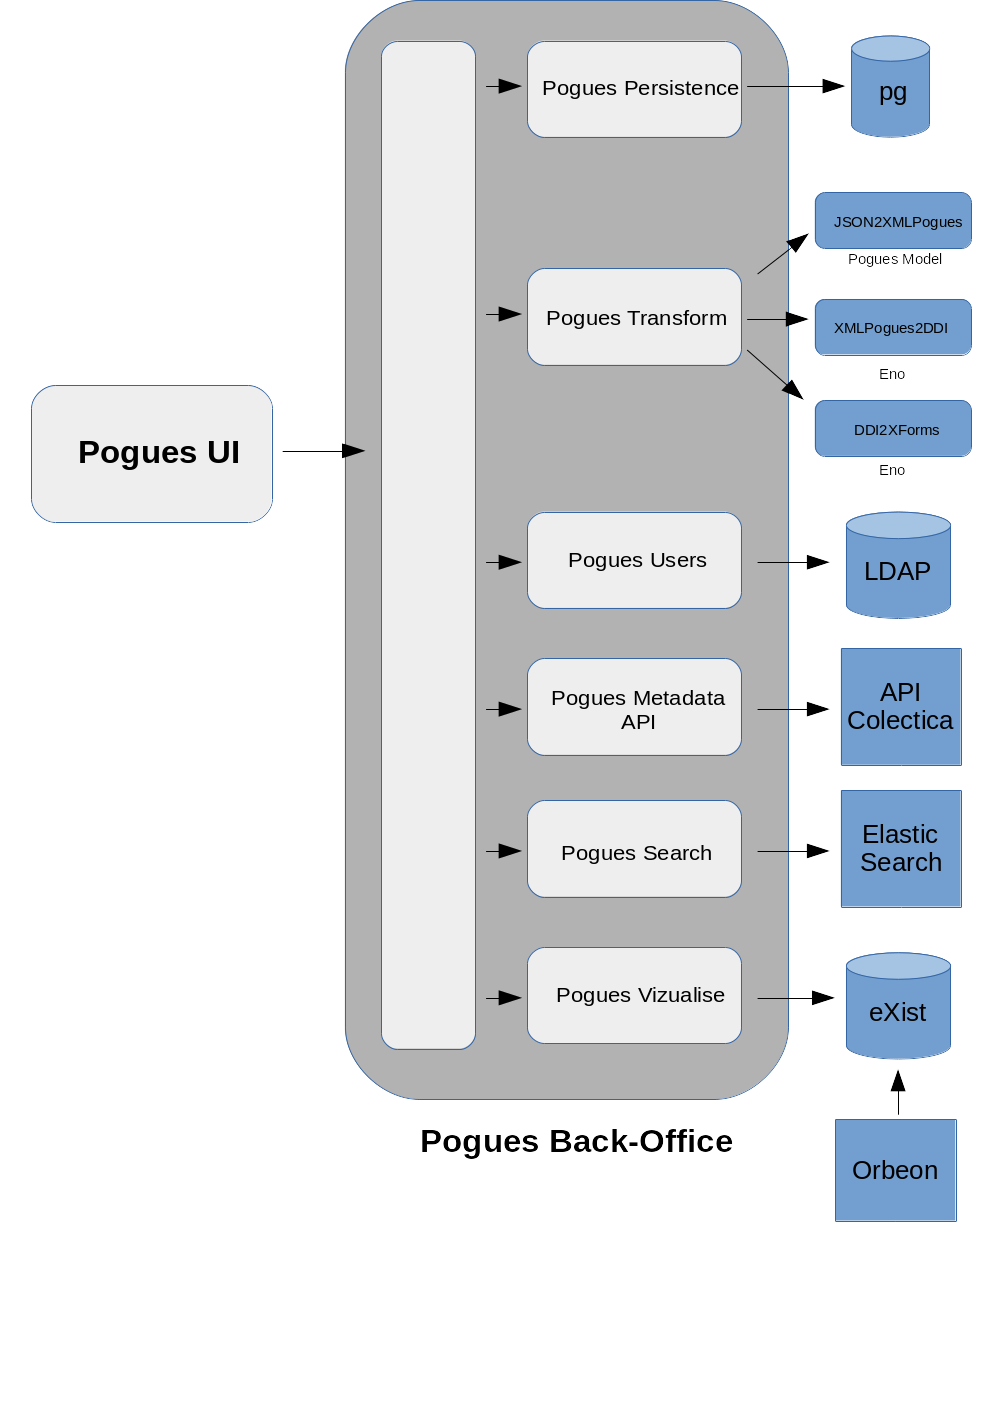 Pogues Persistence
pg
JSON2XMLPogues
Pogues Model
Pogues Transform
XMLPogues2DDI
Eno
DDI2XForms
Eno
Pogues UI
Pogues Users
LDAP
Pogues Metadata
API
API
Colectica
Pogues Search
Elastic
Search
Pogues Vizualise
eXist
Pogues Back-Office
Orbeon